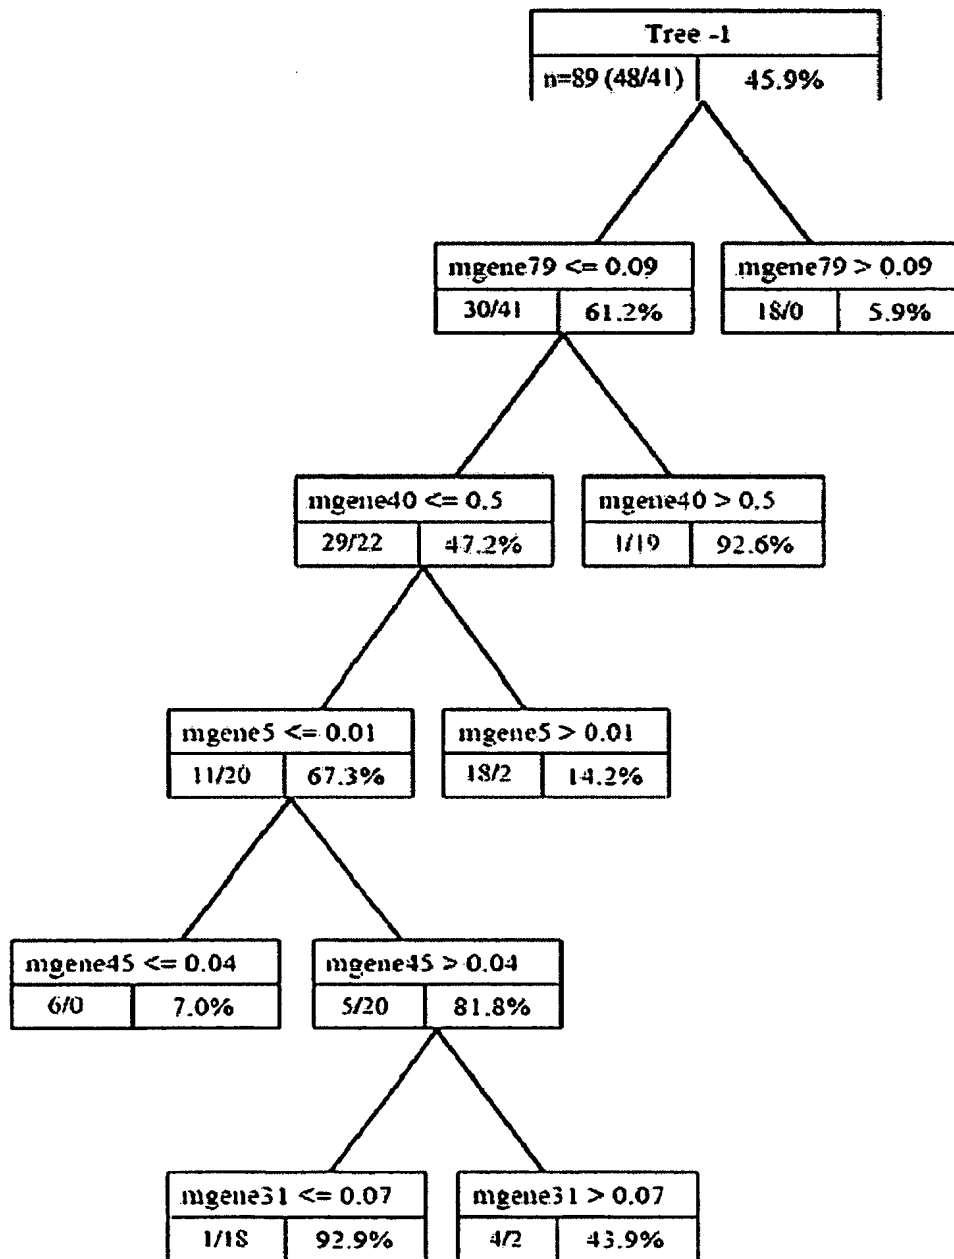 Tree -1
n=89 (48/41) 45.9%
mgene79 <= 0.09 mgene79 > 0.09
30/41 61.2% 18/0 5.9%
mgene40 <= 0.5 mgene40 > 0.5
29/22 47.2% 1/19 92.6%
mgene5 <= 0.01 mgene5 > 0.01
11/20 67.3% 18/2 14.2%
mgene45 <= 0.04 mgene45 > 0.04
6/0 7.0% 5/20 81.8%
mgene31 <= 0.07 mgene31 > 0.07
1/18 92.9% 4/2 43.9%